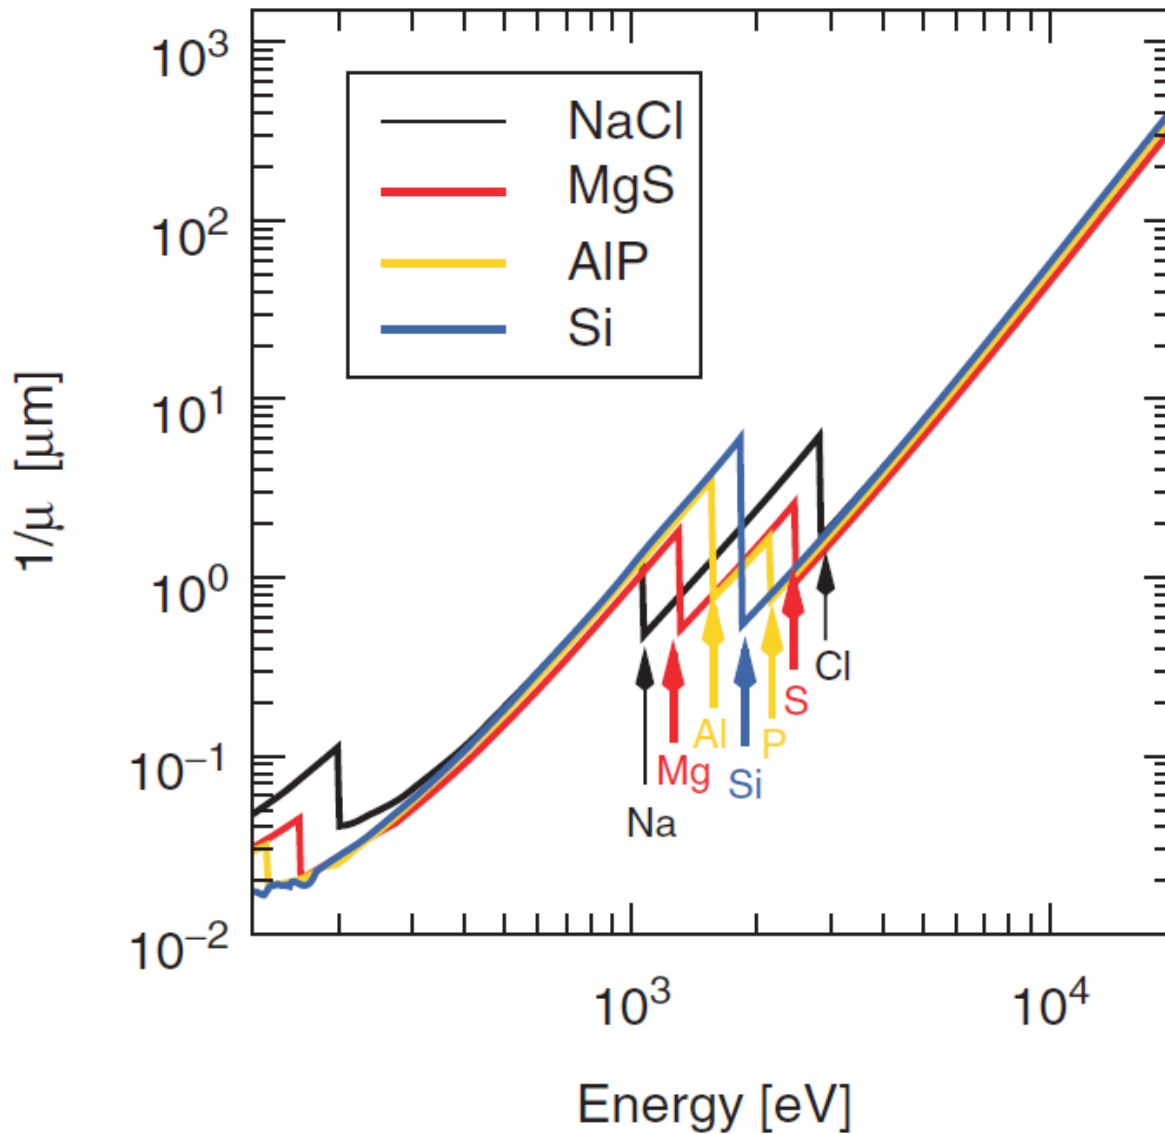 10³
10²
10¹
10⁰
10⁻¹
10⁻²
1/μ [μm]
NaCl
MgS
AlP
Si
Cl
S
Al
P
Mg
Si
Na
10³
10⁴
Energy [eV]